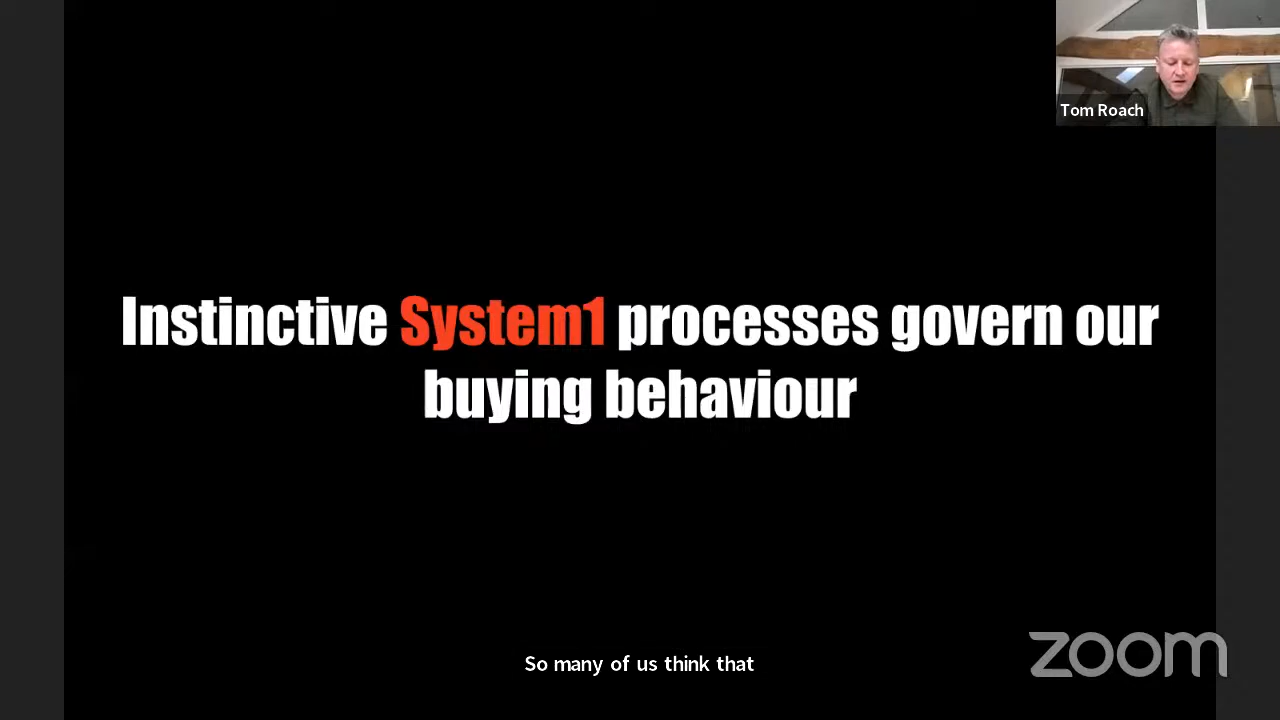 Tom Roach
Instinctive System1 processes govern our
buying behaviour
So many of us think that
zoom